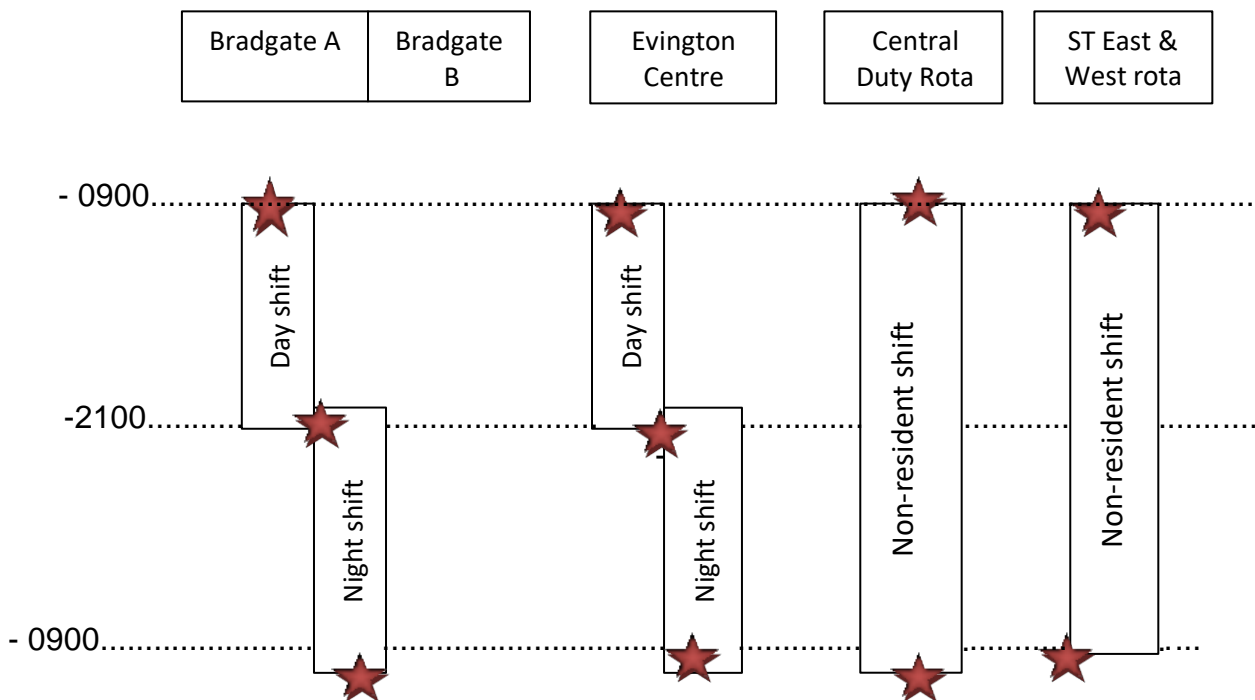 Bradgate A
Bradgate
B
Evington
Centre
Central
Duty Rota
ST East &
West rota
- 0900
Day shift
Day shift
Non-resident shift
Non-resident shift
-2100
Night shift
Night shift
- 0900